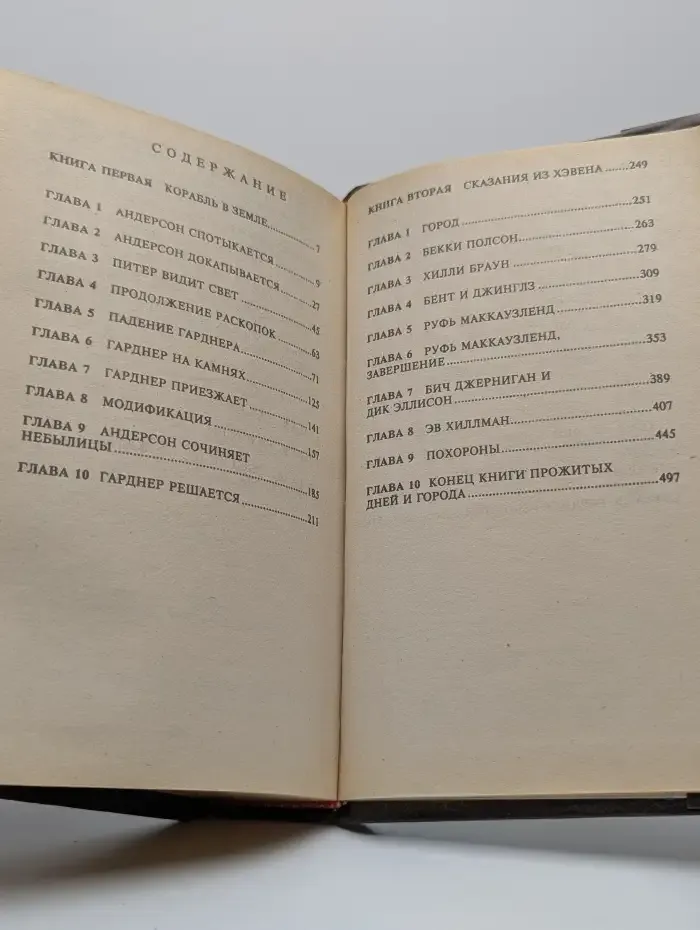 СОДЕРЖАНИЕ
КНИГА ПЕРВАЯ КОРАБЛЬ В ЗЕМЛЕ..........7
ГЛАВА 1 АНДЕРСОН СПОТЫКАЕТСЯ..........9
ГЛАВА 2 АНДЕРСОН ДОКАПЫВАЕТСЯ..........27
ГЛАВА 3 ПИТЕР ВИДИТ СВЕТ..........45
ГЛАВА 4 ПРОДОЛЖЕНИЕ РАСКОПОК..........63
ГЛАВА 5 ПАДЕНИЕ ГАРДНЕРА..........71
ГЛАВА 6 ГАРДНЕР НА КАМНЯХ..........125
ГЛАВА 7 ГАРДНЕР ПРИЕЗЖАЕТ..........141
ГЛАВА 8 МОДИФИКАЦИЯ..........157
ГЛАВА 9 АНДЕРСОН СОЧИНЯЕТ
НЕБЫЛИЦЫ..........185
ГЛАВА 10 ГАРДНЕР РЕШАЕТСЯ..........211
КНИГА ВТОРАЯ СКАЗАНИЯ ИЗ ХЭВЕНА..........249
ГЛАВА 1 ГОРОД..........251
ГЛАВА 2 БЕККИ ПОЛСОН..........263
ГЛАВА 3 ХИЛЛИ БРАУН..........279
ГЛАВА 4 БЕНТ И ДЖИНГЛЗ..........309
ГЛАВА 5 РУФЬ МАККАУЗЛЕНД..........319
ГЛАВА 6 РУФЬ МАККАУЗЛЕНД,
ЗАВЕРШЕНИЕ..........353
ГЛАВА 7 БИЧ ДЖЕРНИГАН И
ДИК ЭЛЛИСОН..........389
ГЛАВА 8 ЭВ ХИЛЛМАН..........407
ГЛАВА 9 ПОХОРОНЫ..........445
ГЛАВА 10 КОНЕЦ КНИГИ ПРОЖИТЫХ
ДНЕЙ И ГОРОДА..........497